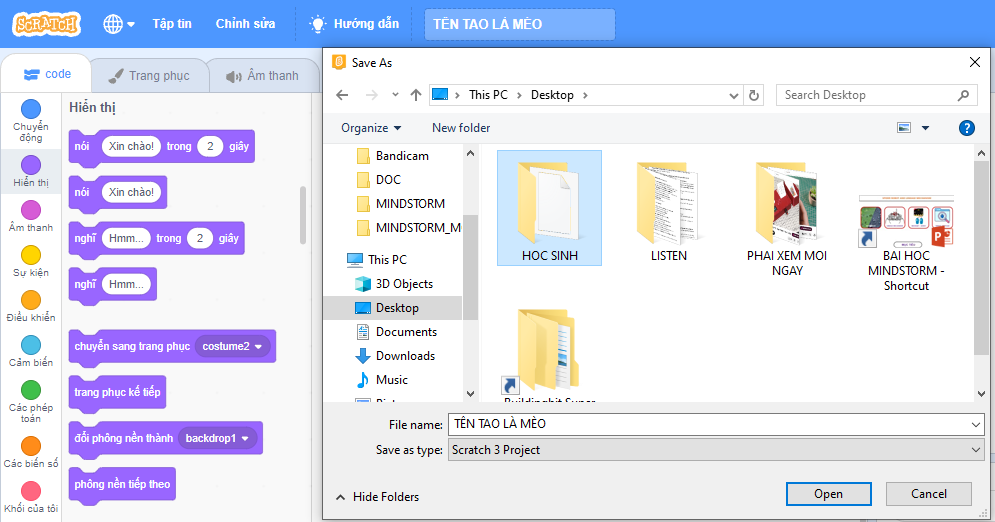 SCRATCH
Tập tin
Chỉnh sửa
Hướng dẫn
TÊN TAO LÀ MÈO
code
Trang phục
Âm thanh
Chuyển động
Hiển thị
Âm thanh
Sự kiện
Điều khiển
Cảm biến
Các phép toán
Các biến số
Khối của tôi
Hiển thị
nói Xin chào! trong 2 giây
nói Xin chào!
nghĩ Hmm... trong 2 giây
nghĩ Hmm...
chuyển sang trang phục costume2
trang phục kế tiếp
đổi phông nền thành backdrop1
phông nền tiếp theo
Save As
This PC > Desktop >
Search Desktop
Organize
New folder
Bandicam
DOC
MINDSTORM
MINDSTORM_M
This PC
3D Objects
Desktop
Documents
Downloads
Music
HOC SINH
LISTEN
PHAI XEM MOI
NGAY
BAI HOC
MINDSTORM -
Shortcut
File name: TÊN TAO LÀ MÈO
Save as type: Scratch 3 Project
Hide Folders
Open
Cancel